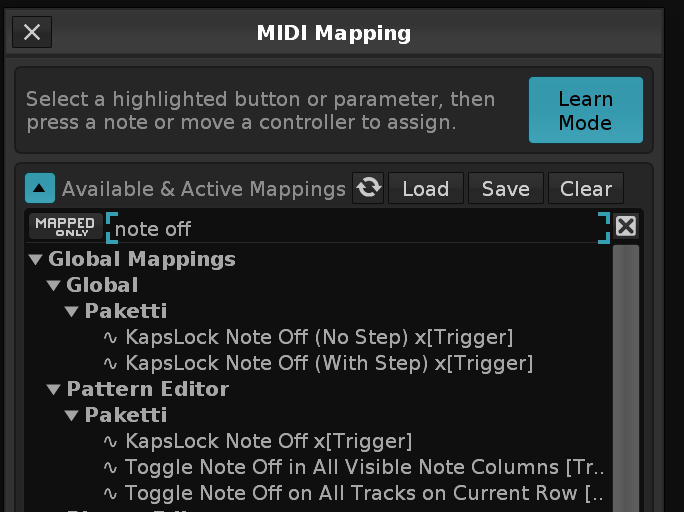 MIDI Mapping
Select a highlighted button or parameter, then
press a note or move a controller to assign.
Learn
Mode
Available & Active Mappings
Load
Save
Clear
MAPPED
ONLY
note off
Global Mappings
Global
Paketti
KapsLock Note Off (No Step) x[Trigger]
KapsLock Note Off (With Step) x[Trigger]
Pattern Editor
Paketti
KapsLock Note Off x[Trigger]
Toggle Note Off in All Visible Note Columns [Tr..
Toggle Note Off on All Tracks on Current Row [..